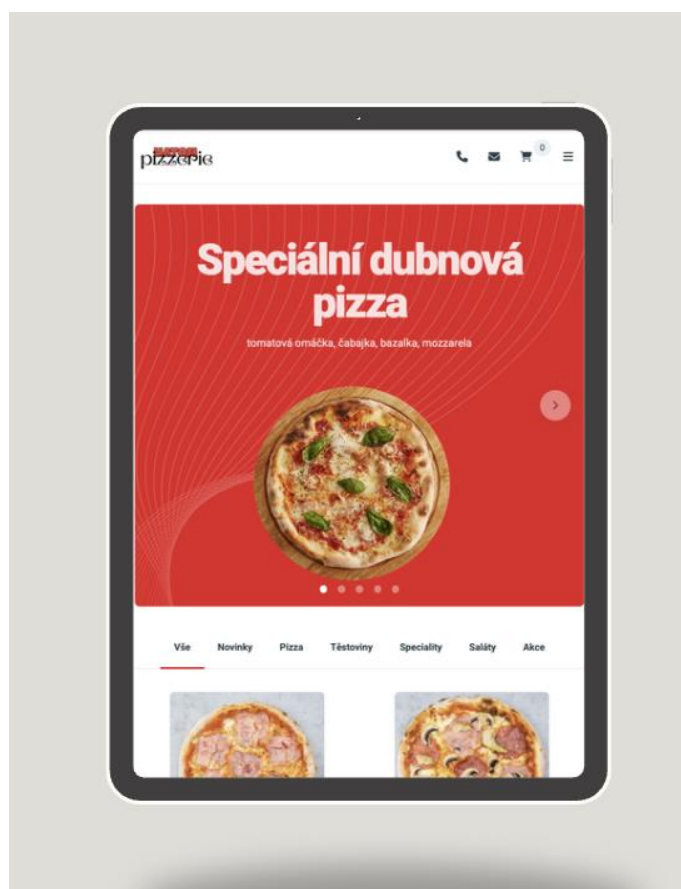 pizzerie
0
Speciální dubnová
pizza
tomatová omáčka, čabajka, bazalka, mozzarela
Vše Novinky Pizza Těstoviny Speciality Saláty Akce